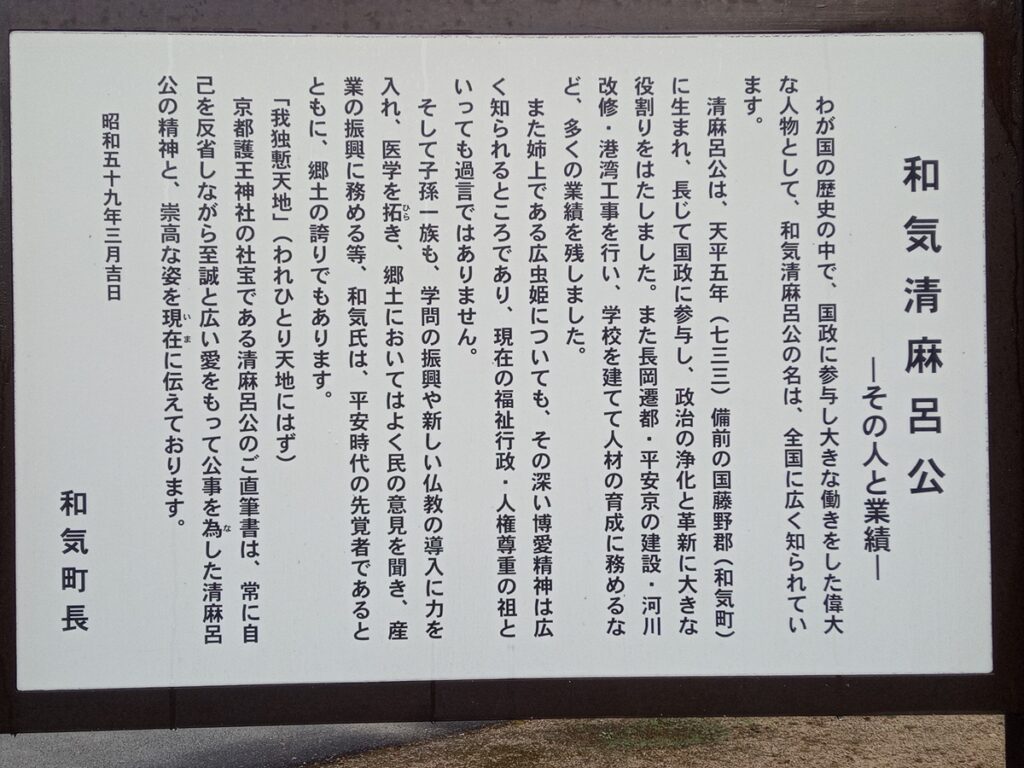 和気清麻呂公
―その人と業績―
わが国の歴史の中で、国政に参与し大きな働きをした偉大
な人物として、和気清麻呂公の名は、全国に広く知られてい
ます。
清麻呂公は、天平五年（七三三）備前の国藤野郡（和気町）
に生まれ、長じて国政に参与し、政治の浄化と革新に大きな
役割りをはたしました。また長岡遷都・平安京の建設・河川
改修・港湾工事を行い、学校を建てて人材の育成に務めるな
ど、多くの業績を残しました。
また姉上である広虫姫についても、その深い博愛精神は広
く知られるところであり、現在の福祉行政・人権尊重の祖と
いっても過言ではありません。
そして子孫一族も、学問の振興や新しい仏教の導入に力を
入れ、医学を拓き、郷土においてはよく民の意見を聞き、産
業の振興に務める等、和気氏は、平安時代の先覚者であると
ともに、郷土の誇りでもあります。
「我独慙天地」（われひとり天地にはず）
京都護王神社の社宝である清麻呂公のご直筆書は、常に自
己を反省しながら至誠と広い愛をもって公事を為した清麻呂
公の精神と、崇高な姿を現在に伝えております。
昭和五十九年三月吉日
和気町長